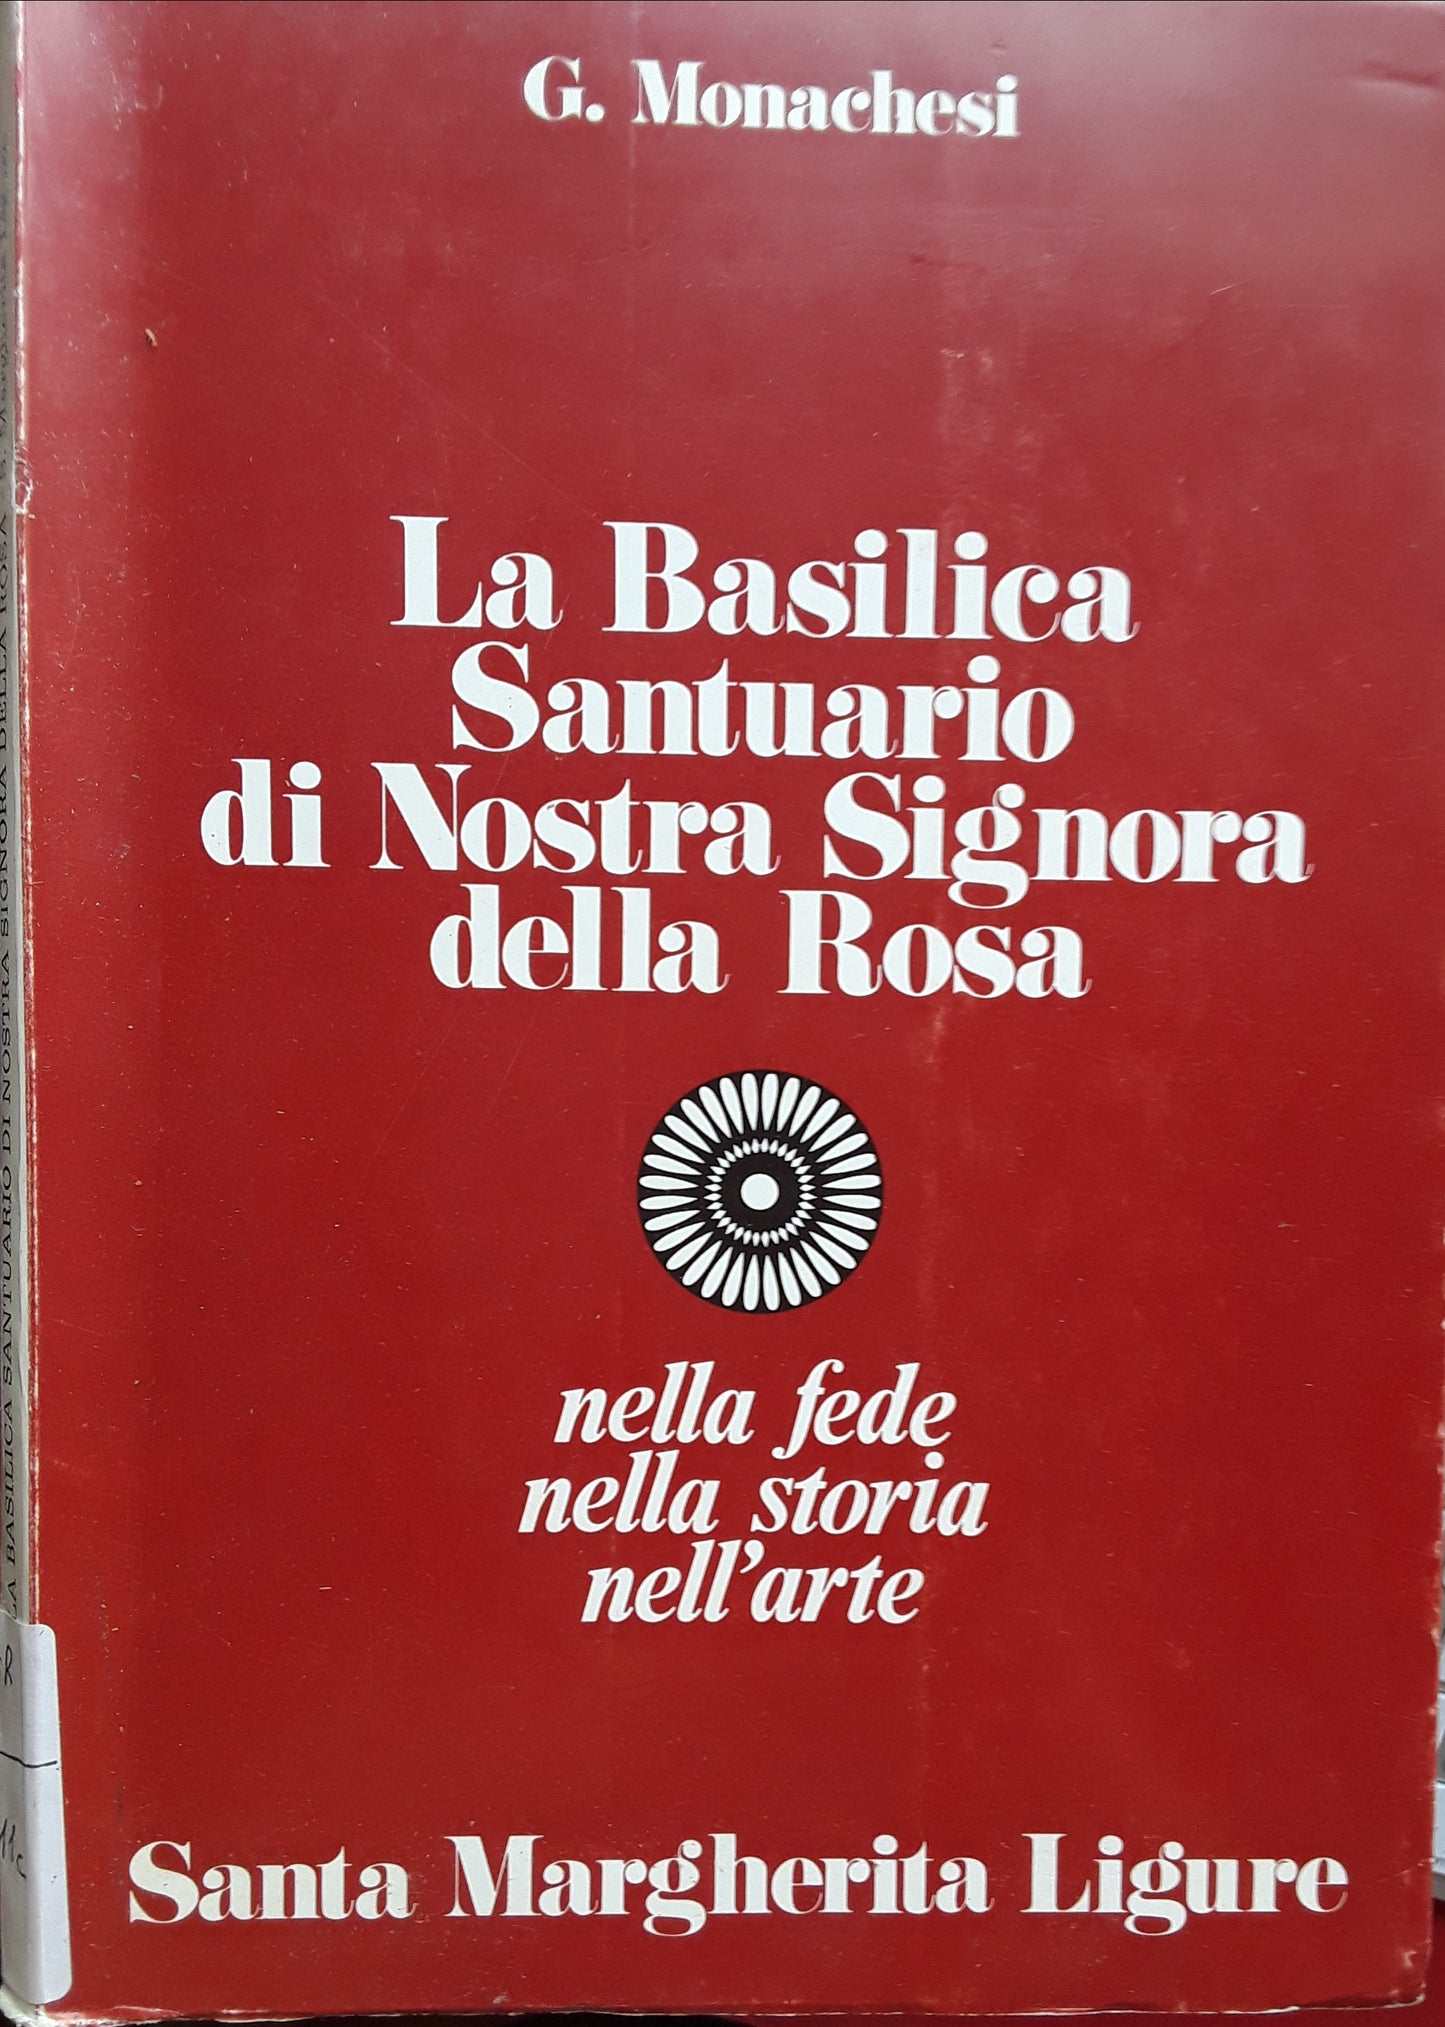 G. Monachesi
La Basilica
Santuario
di Nostra Signora
della Rosa
nella fede
nella storia
nell'arte
Santa Margherita Ligure
LA BASILICA SANTUARIO DI NOSTRA SIGNORA DELLA ROSA
R
11c